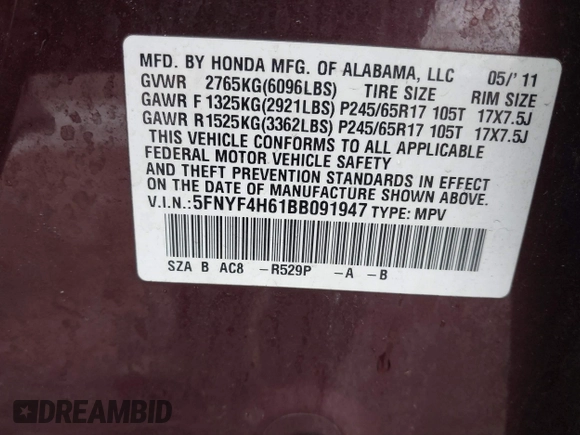 MFD. BY HONDA MFG. OF ALABAMA, LLC 05/'11
GVWR 2765KG(6096LBS) TIRE SIZE RIM SIZE
GAWR F1325KG(2921LBS) P245/65R17 105T 17X7.5J
GAWR R1525KG(3362LBS) P245/65R17 105T 17X7.5J
THIS VEHICLE CONFORMS TO ALL APPLICABLE
FEDERAL MOTOR VEHICLE SAFETY
AND THEFT PREVENTION STANDARDS IN EFFECT
ON THE DATE OF MANUFACTURE SHOWN ABOVE.
V.I.N.:5FNYF4H61BB091947 TYPE: MPV
SZA B AC8 -R529P -A -B
DREAMBID